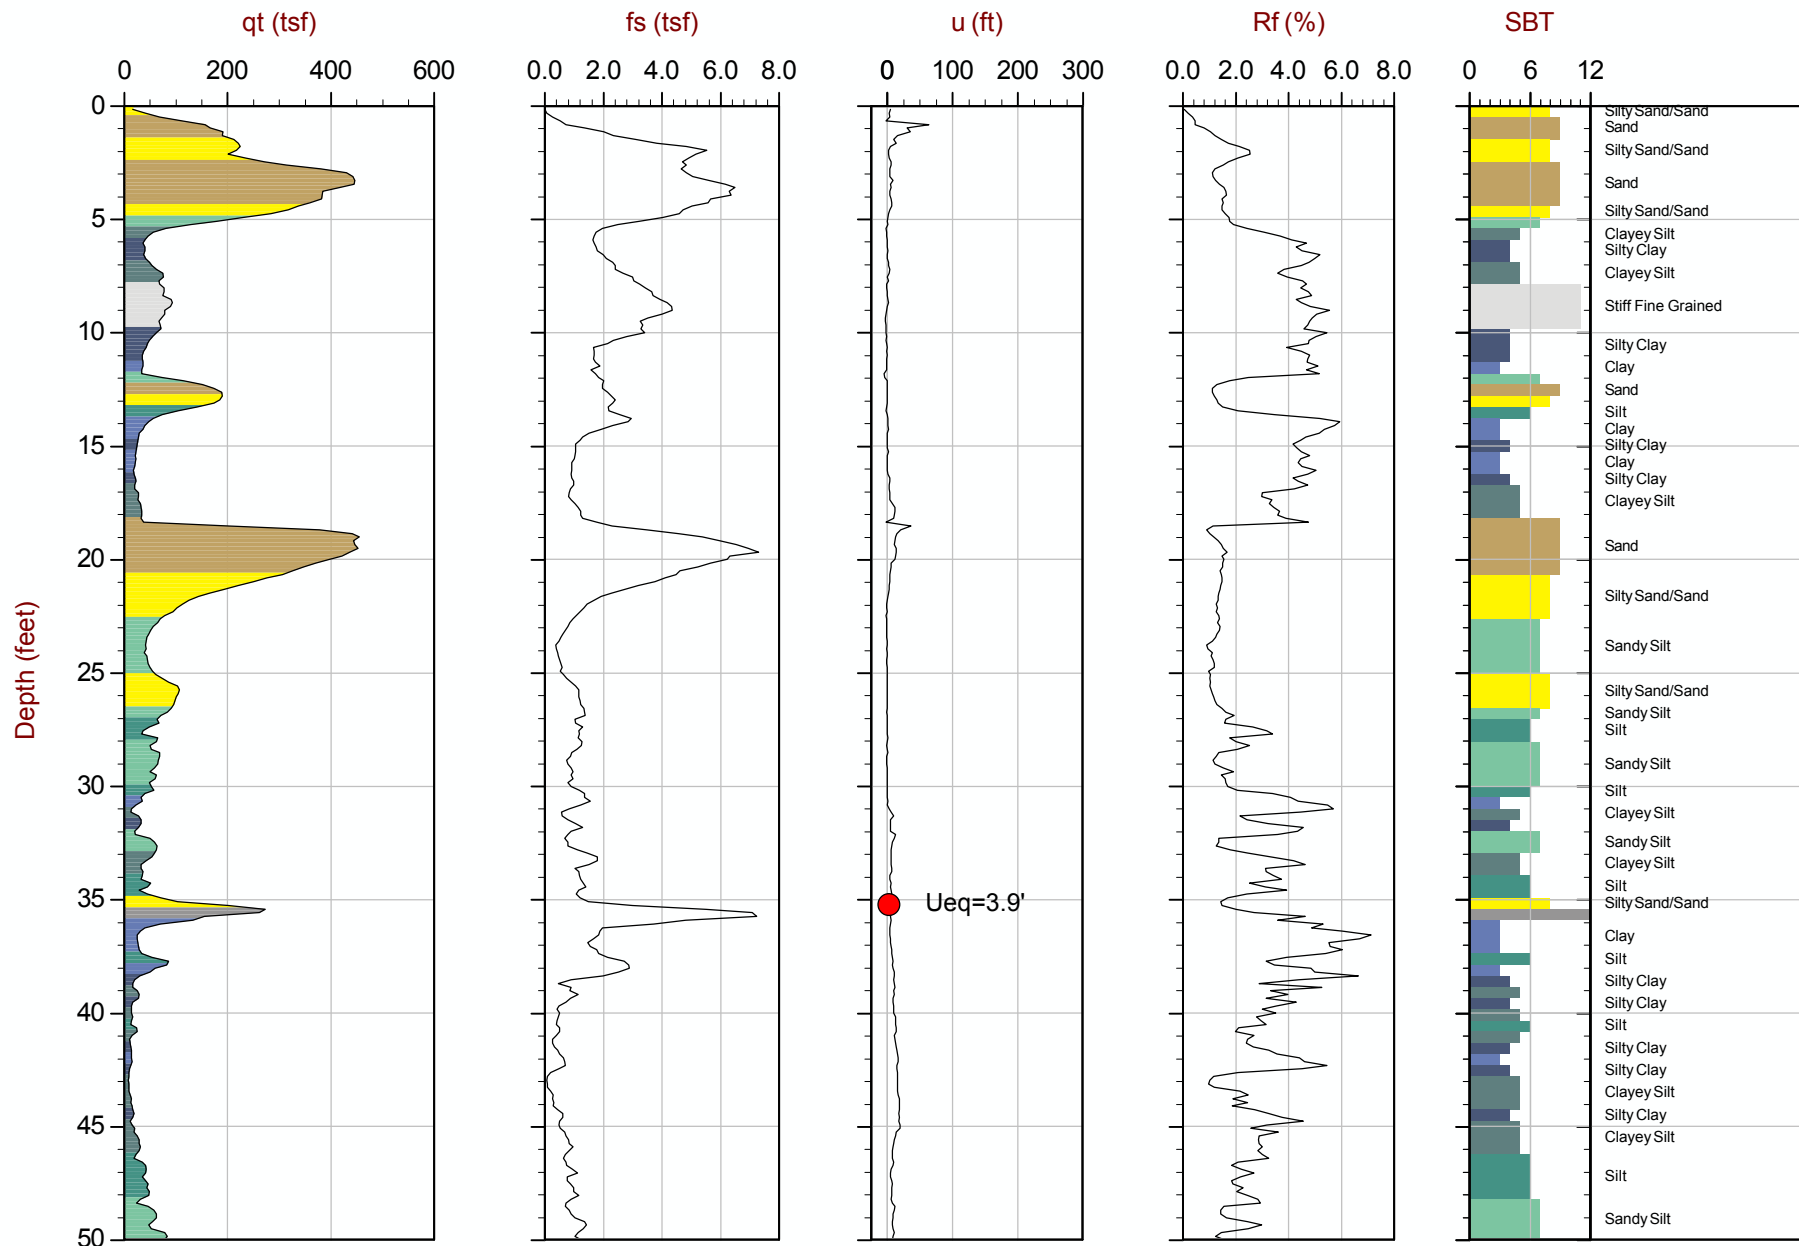 qt (tsf) fs (tsf) u (ft) Rf (%) SBT
0 200 400 600 0.0 2.0 4.0 6.0 8.0 0 100 200 300 0.0 2.0 4.0 6.0 8.0 0 6 12
Depth (feet)
0
5
10
15
20
25
30
35
40
45
50
Ueq=3.9'
Silty Sand/Sand
Sand
Silty Sand/Sand
Sand
Silty Sand/Sand
Clayey Silt
Silty Clay
Clayey Silt
Stiff Fine Grained
Silty Clay
Clay
Sand
Silt
Clay
Silty Clay
Clay
Silty Clay
Clayey Silt
Sand
Silty Sand/Sand
Sandy Silt
Silty Sand/Sand
Sandy Silt
Silt
Sandy Silt
Silt
Clayey Silt
Sandy Silt
Clayey Silt
Silt
Silty Sand/Sand
Clay
Silt
Silty Clay
Silty Clay
Silt
Silty Clay
Silty Clay
Clayey Silt
Silty Clay
Clayey Silt
Silt
Sandy Silt